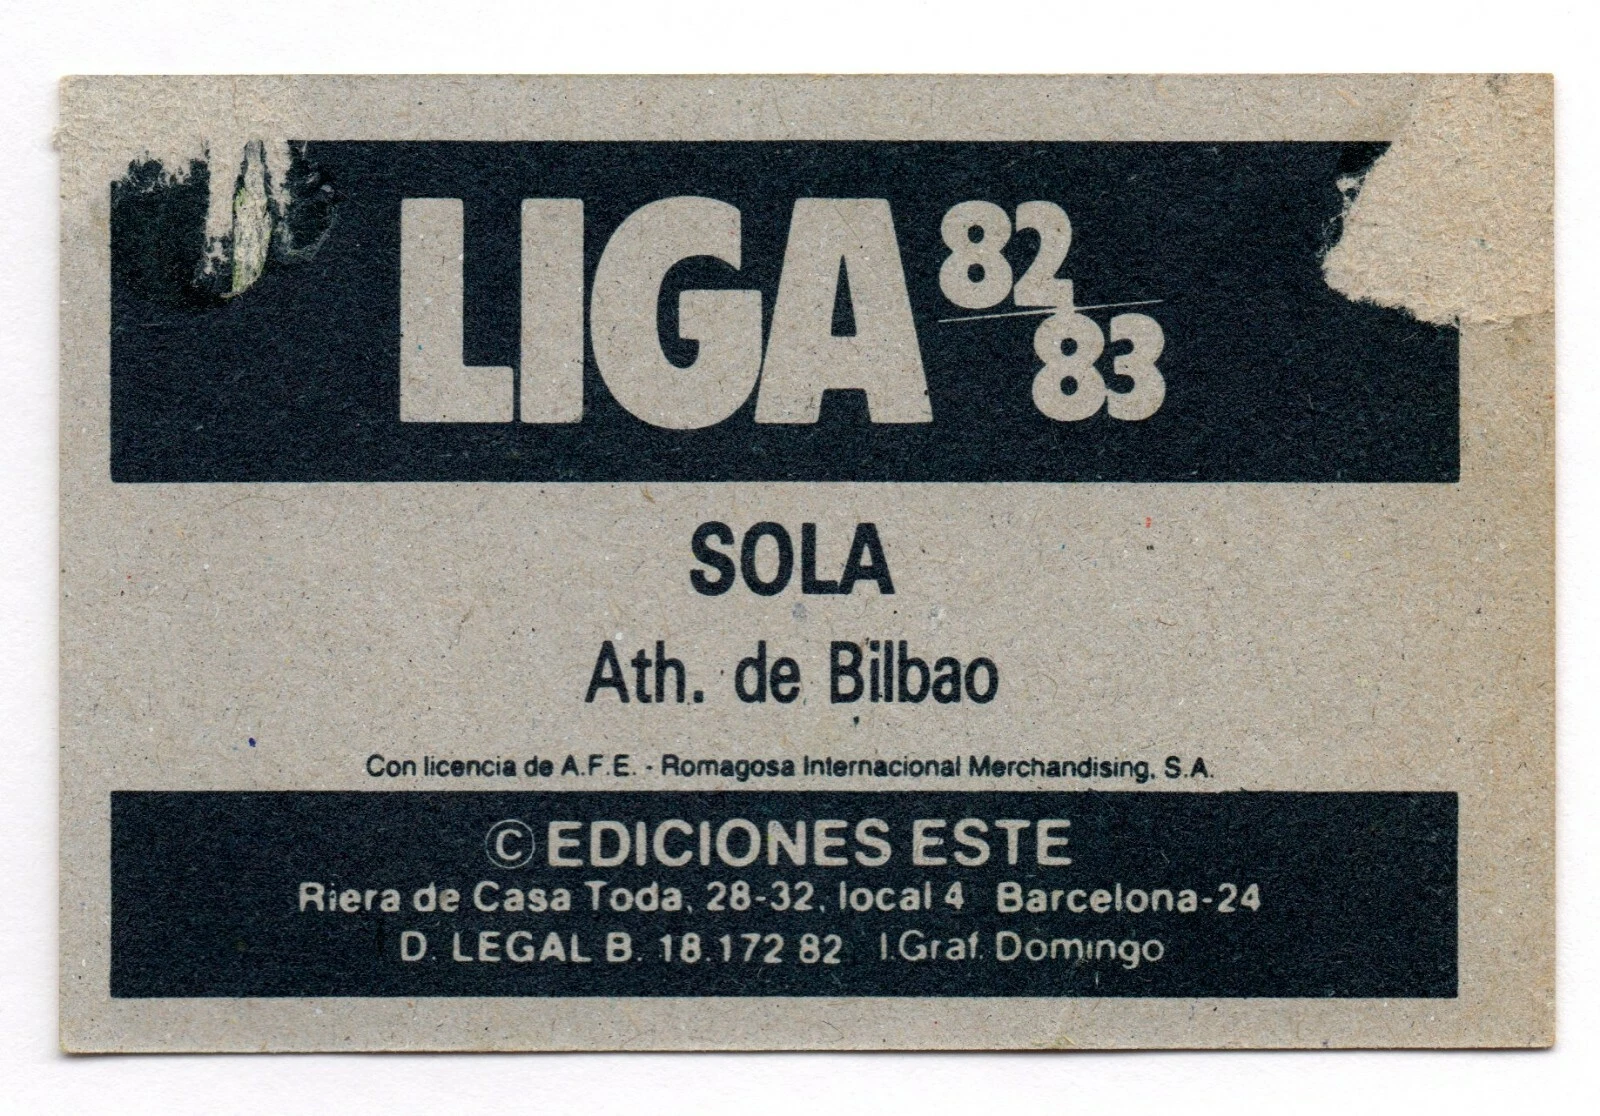 LIGA 82/83
SOLA
Ath. de Bilbao
Con licencia de A.F.E. - Romagosa Internacional Merchandising, S.A.
© EDICIONES ESTE
Riera de Casa Toda, 28-32, local 4 Barcelona-24
D. LEGAL B. 18.172 82 I.Graf. Domingo